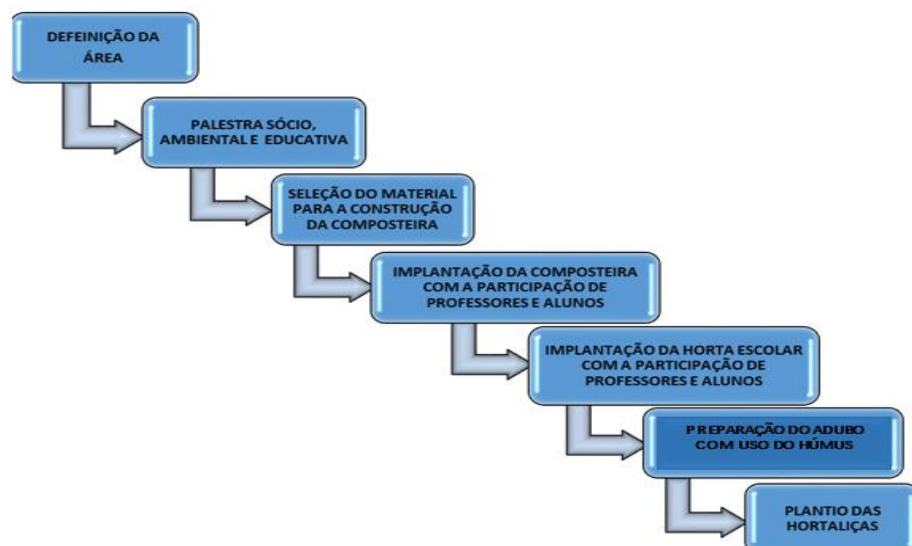 DEFEINIÇÃO DA
ÁREA
PALESTRA SÓCIO,
AMBIENTAL E EDUCATIVA
SELEÇÃO DO MATERIAL
PARA A CONSTRUÇÃO
DA COMPOSTEIRA
IMPLANTAÇÃO DA COMPOSTEIRA
COM A PARTICIPAÇÃO DE
PROFESSORES E ALUNOS
IMPLANTAÇÃO DA HORTA ESCOLAR
COM A PARTICIPAÇÃO DE
PROFESSORES E ALUNOS
PREPARAÇÃO DO ADUBO
COM USO DO HÚMUS
PLANTIO DAS
HORTALIÇAS